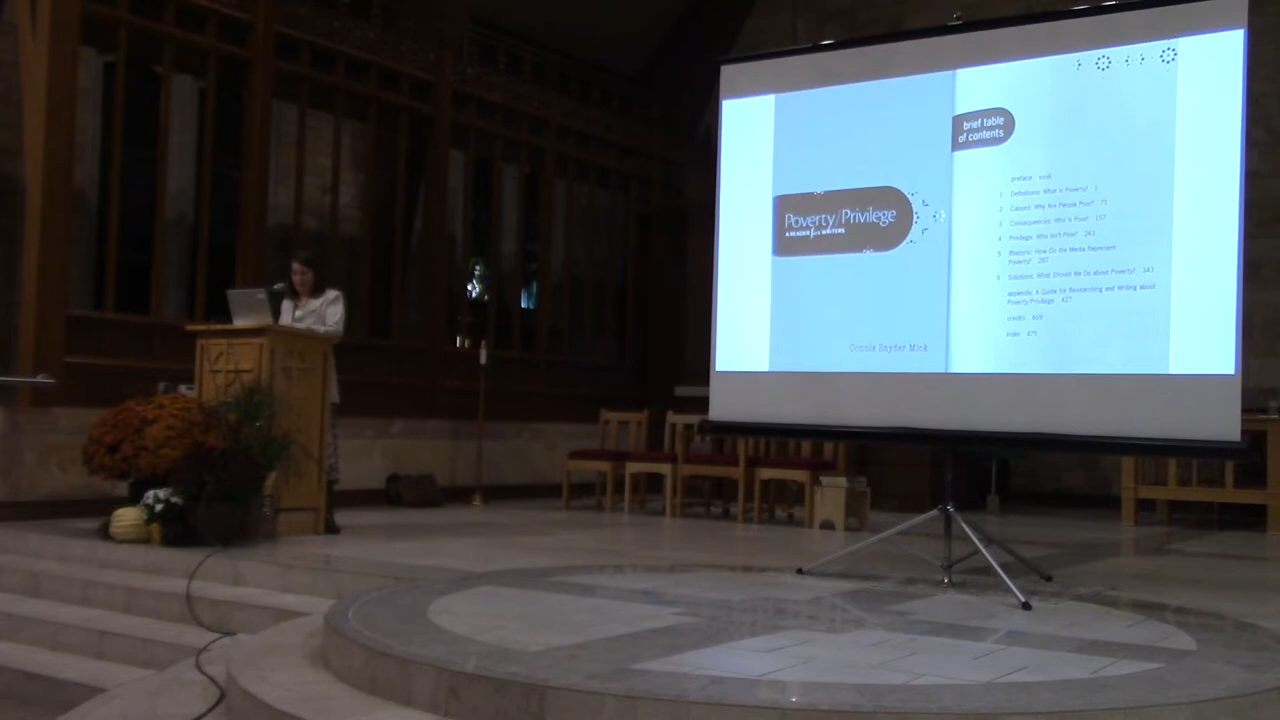 Poverty/Privilege
A READER for WRITERS
Connie Snyder Mick
brief table
of contents
preface xxvii
1 Definitions: What Is Poverty? 1
2 Causes: Why Are People Poor? 71
3 Consequences: Who Is Poor? 157
4 Privilege: Who Isn't Poor? 243
5 Rhetoric: How Do the Media Represent
Poverty? 287
6 Solutions: What Should We Do about Poverty? 343
appendix: A Guide for Researching and Writing about
Poverty/Privilege 427
credits 469
index 475